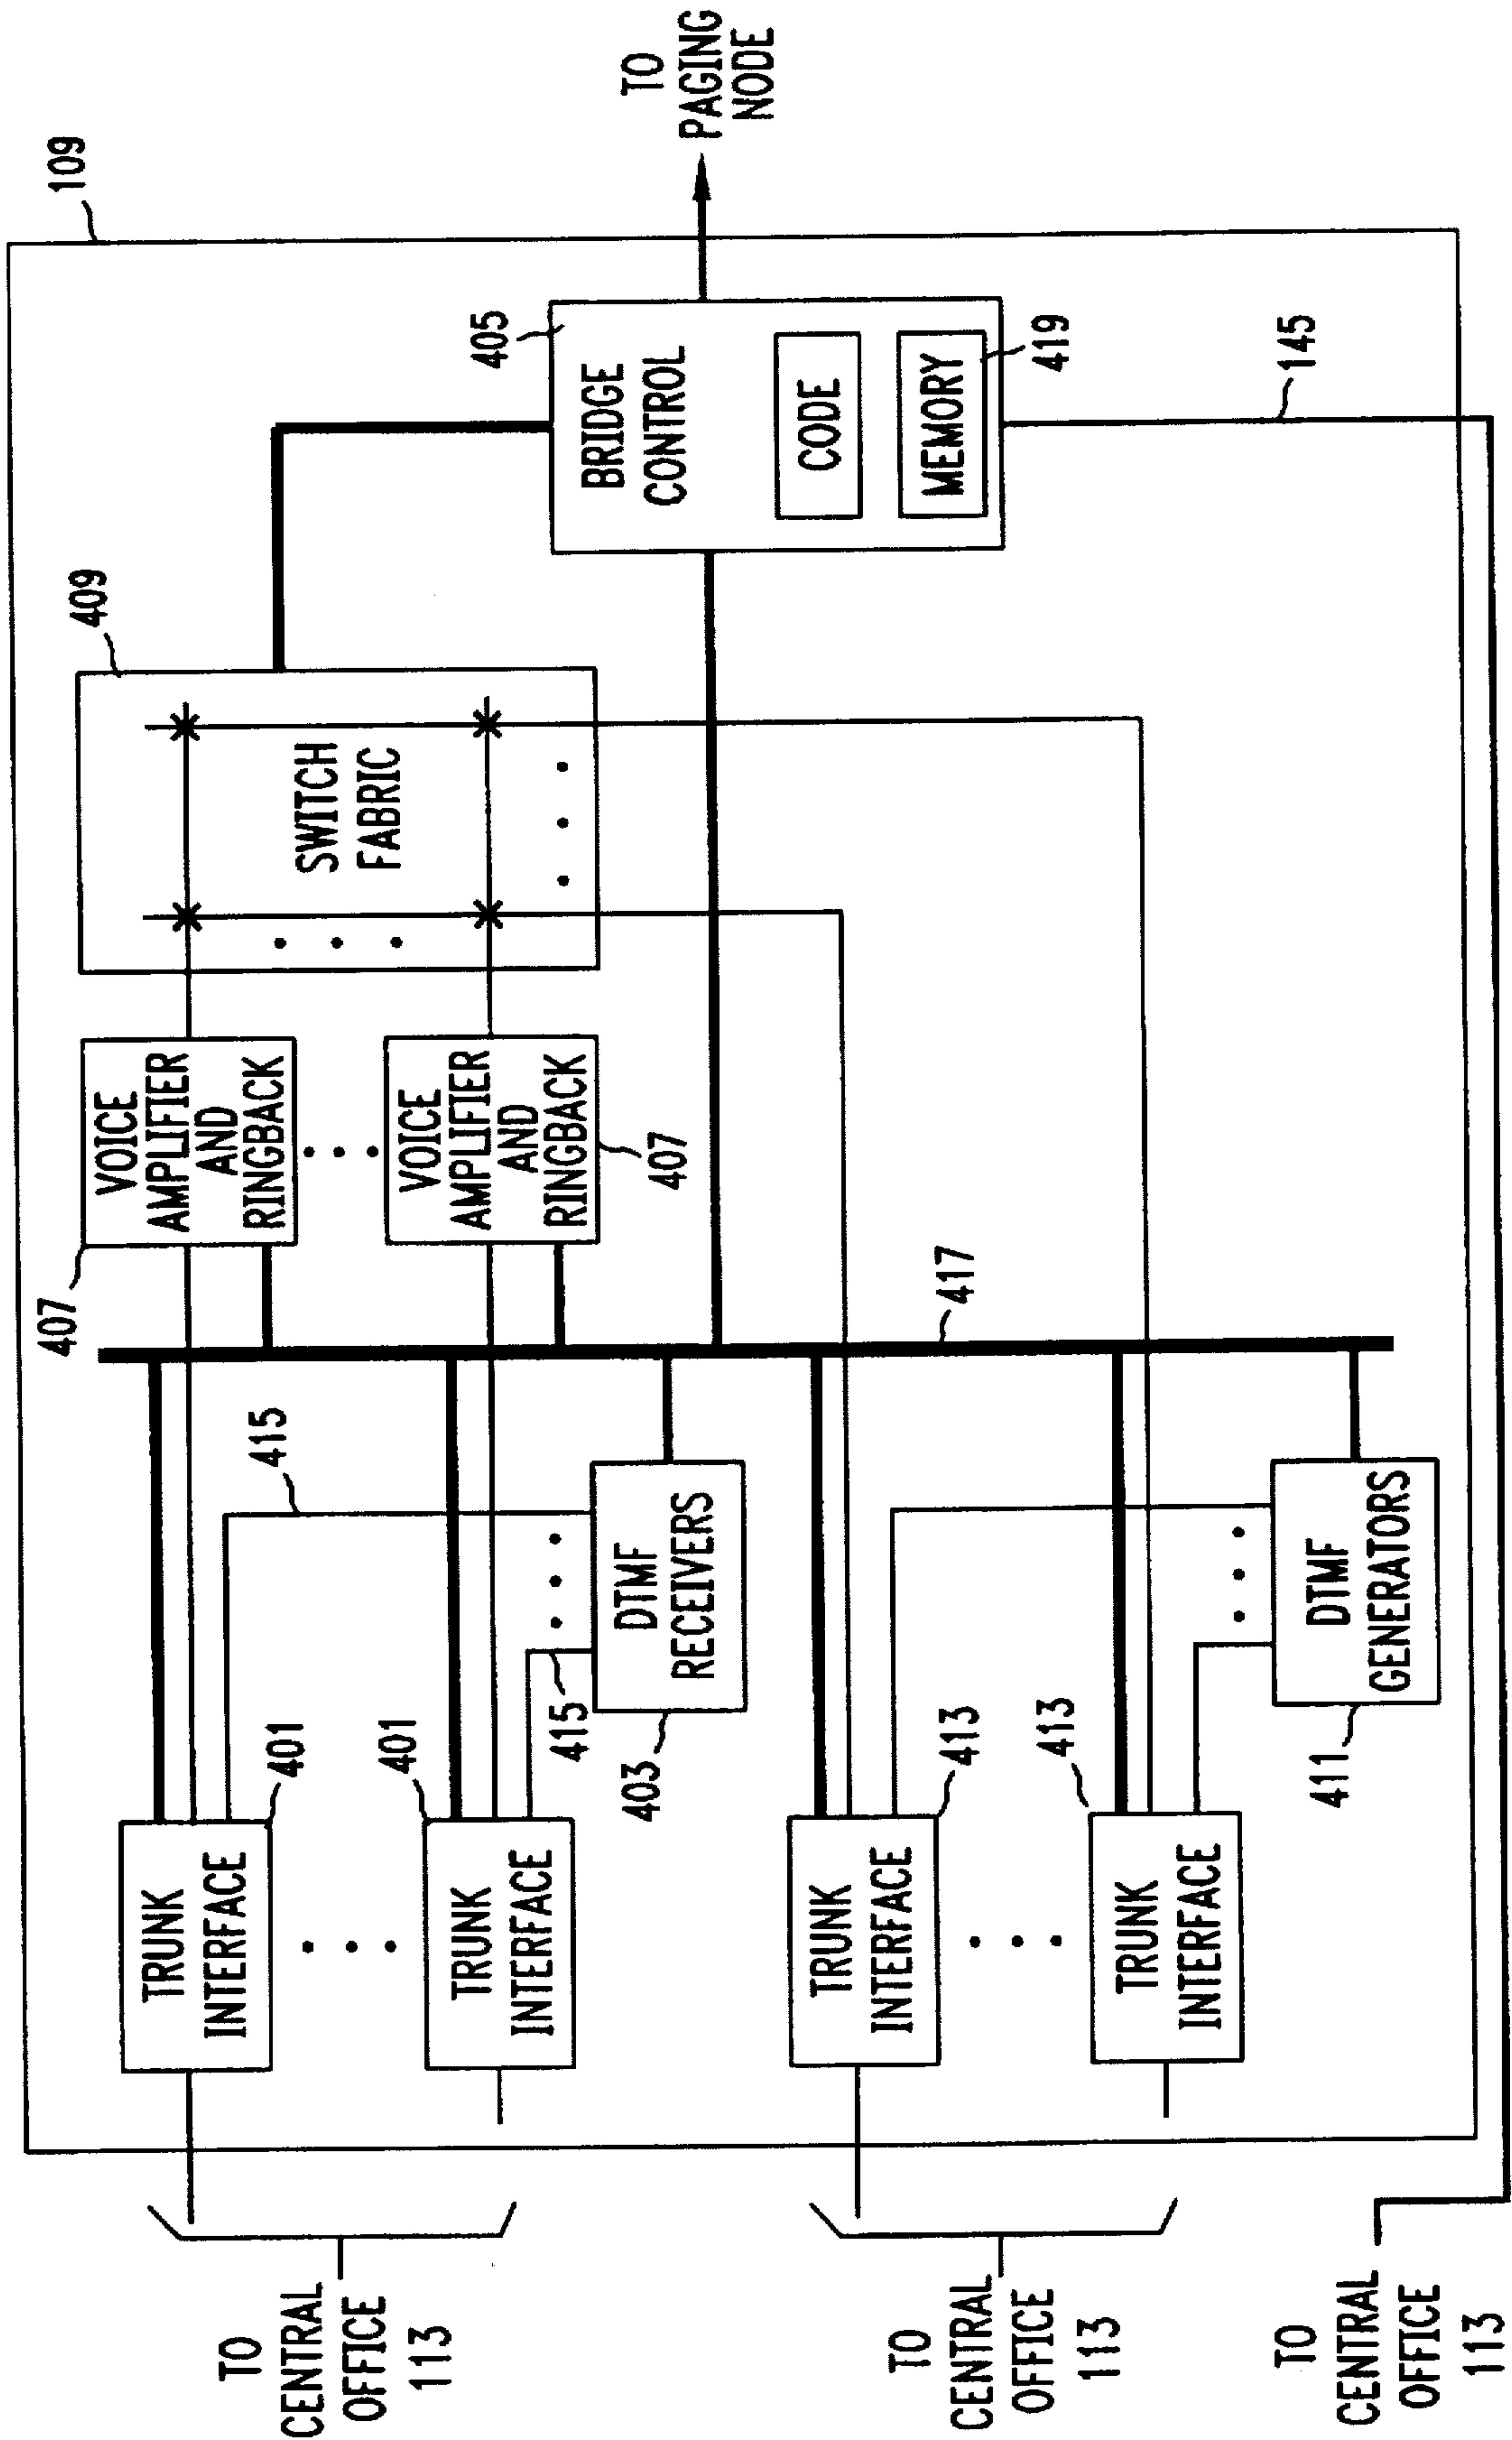 109
TO
PAGING
NODE
405
BRIDGE
CONTROL
CODE
MEMORY
419
145
409
SWITCH
FABRIC
407
VOICE
AMPLIFIER
AND
RINGBACK
VOICE
AMPLIFIER
AND
RINGBACK
407
417
415
415
DTMF
RECEIVERS
403
DTMF
GENERATORS
411
TRUNK
INTERFACE
401
TRUNK
INTERFACE
401
TRUNK
INTERFACE
413
TRUNK
INTERFACE
413
TO
CENTRAL
OFFICE
113
TO
CENTRAL
OFFICE
113
TO
CENTRAL
OFFICE
113